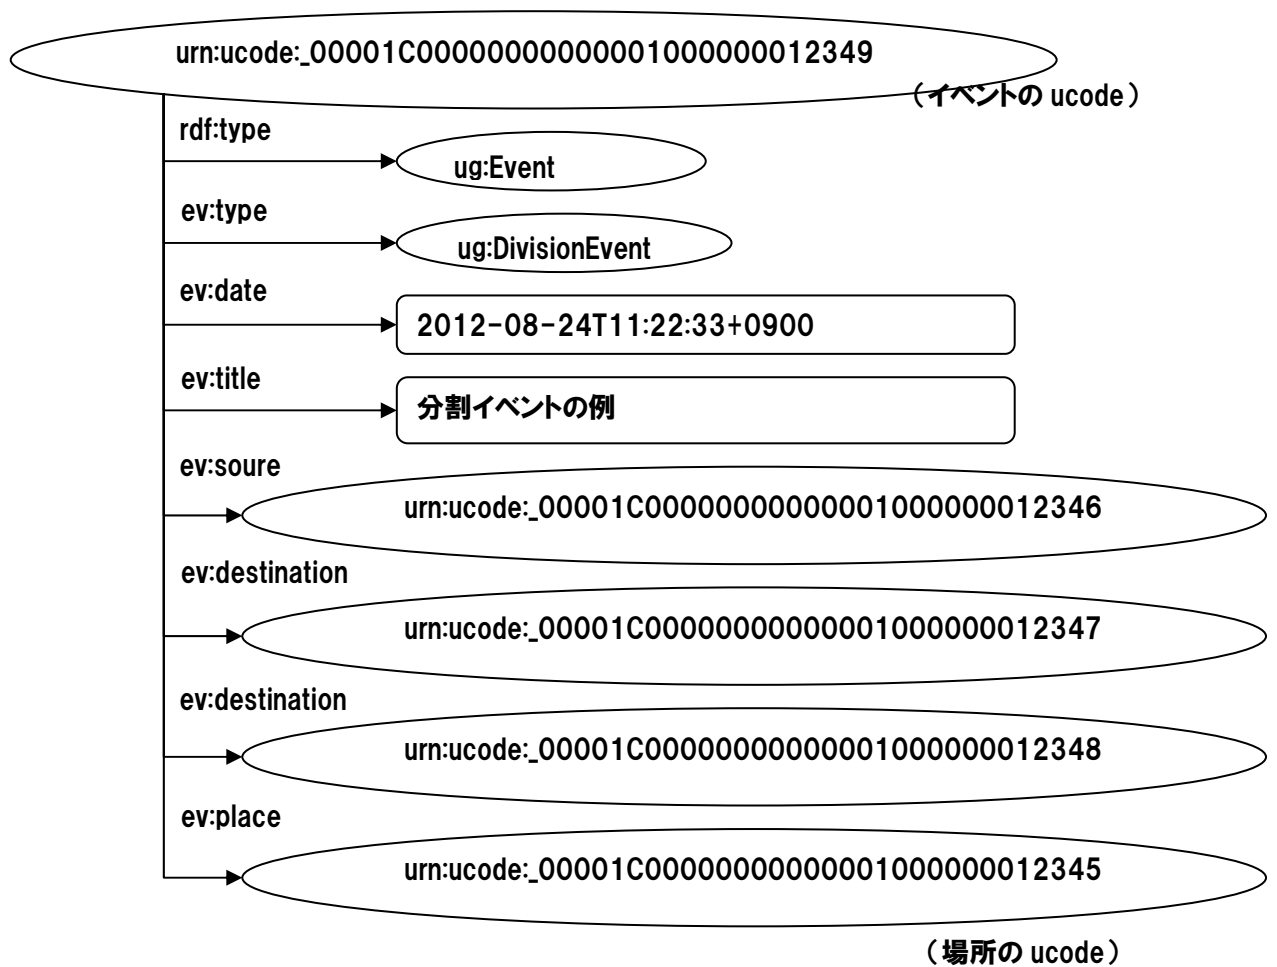 urn:ucode:_00001C00000000000001000000012349
（イベントの ucode）
rdf:type
ug:Event
ev:type
ug:DivisionEvent
ev:date
2012-08-24T11:22:33+0900
ev:title
分割イベントの例
ev:soure
urn:ucode:_00001C00000000000001000000012346
ev:destination
urn:ucode:_00001C00000000000001000000012347
ev:destination
urn:ucode:_00001C00000000000001000000012348
ev:place
urn:ucode:_00001C00000000000001000000012345
（場所の ucode）